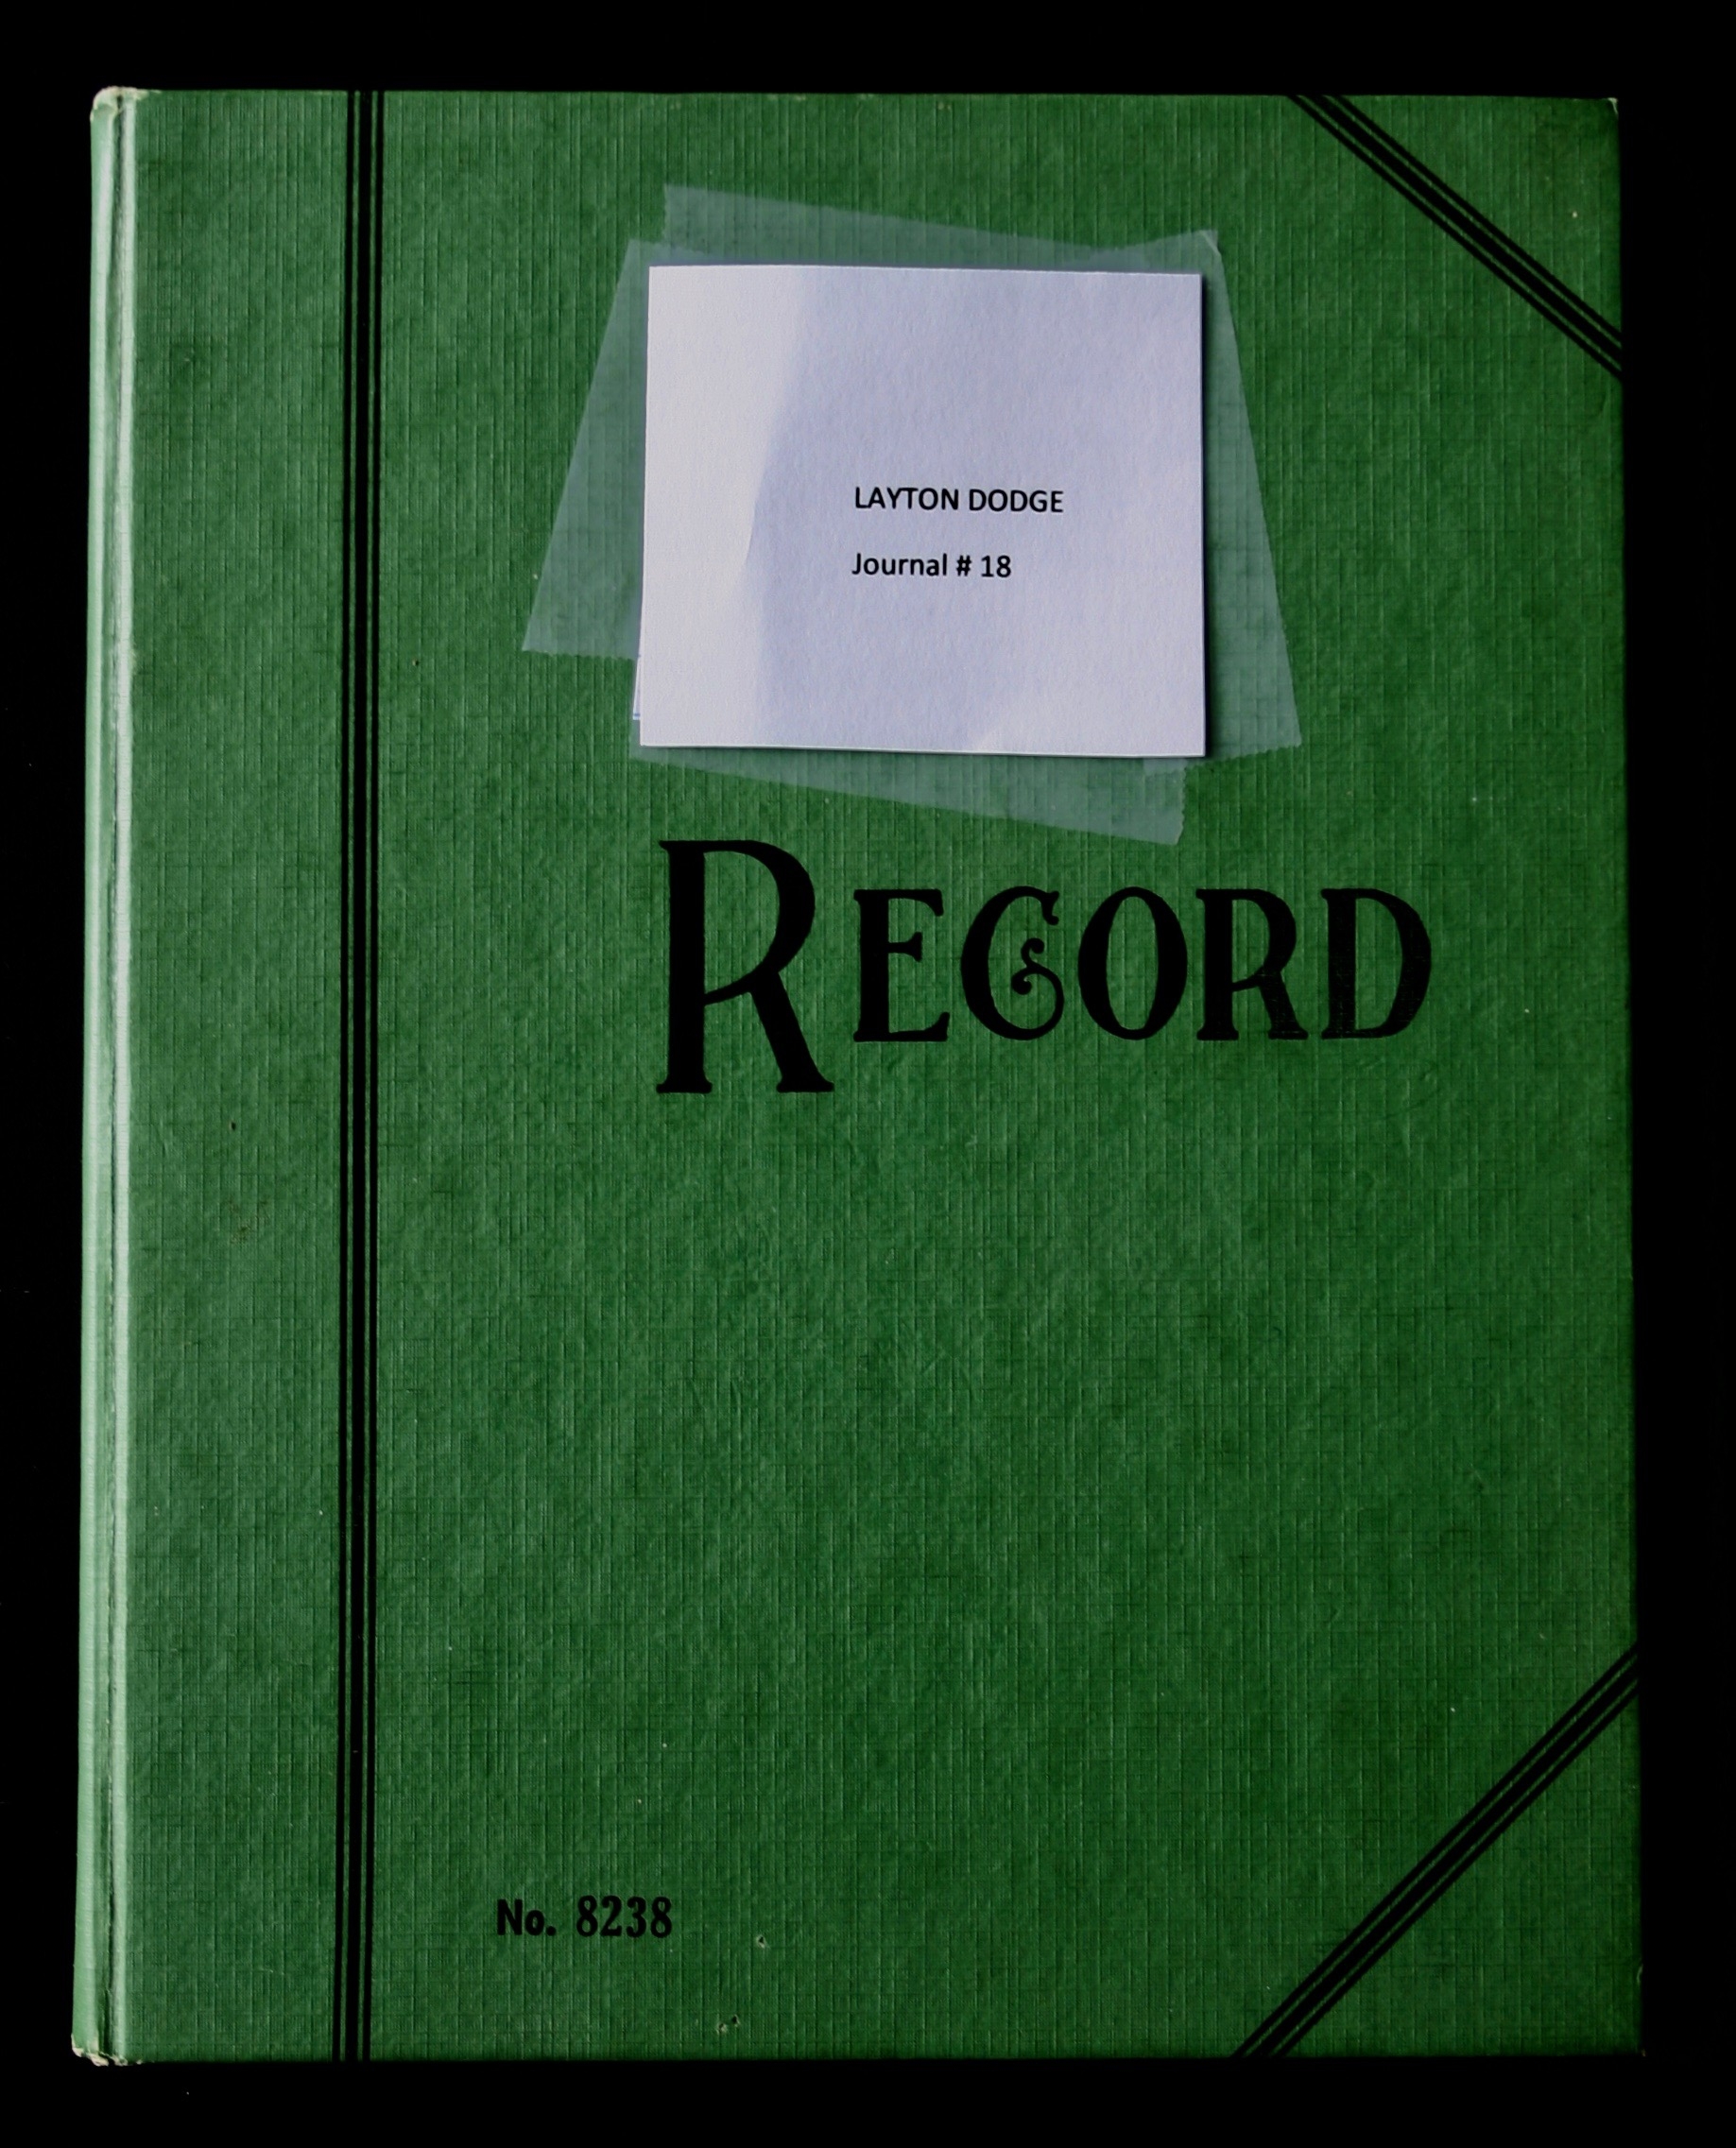 LAYTON DODGE
Journal # 18
RECORD
No. 8238